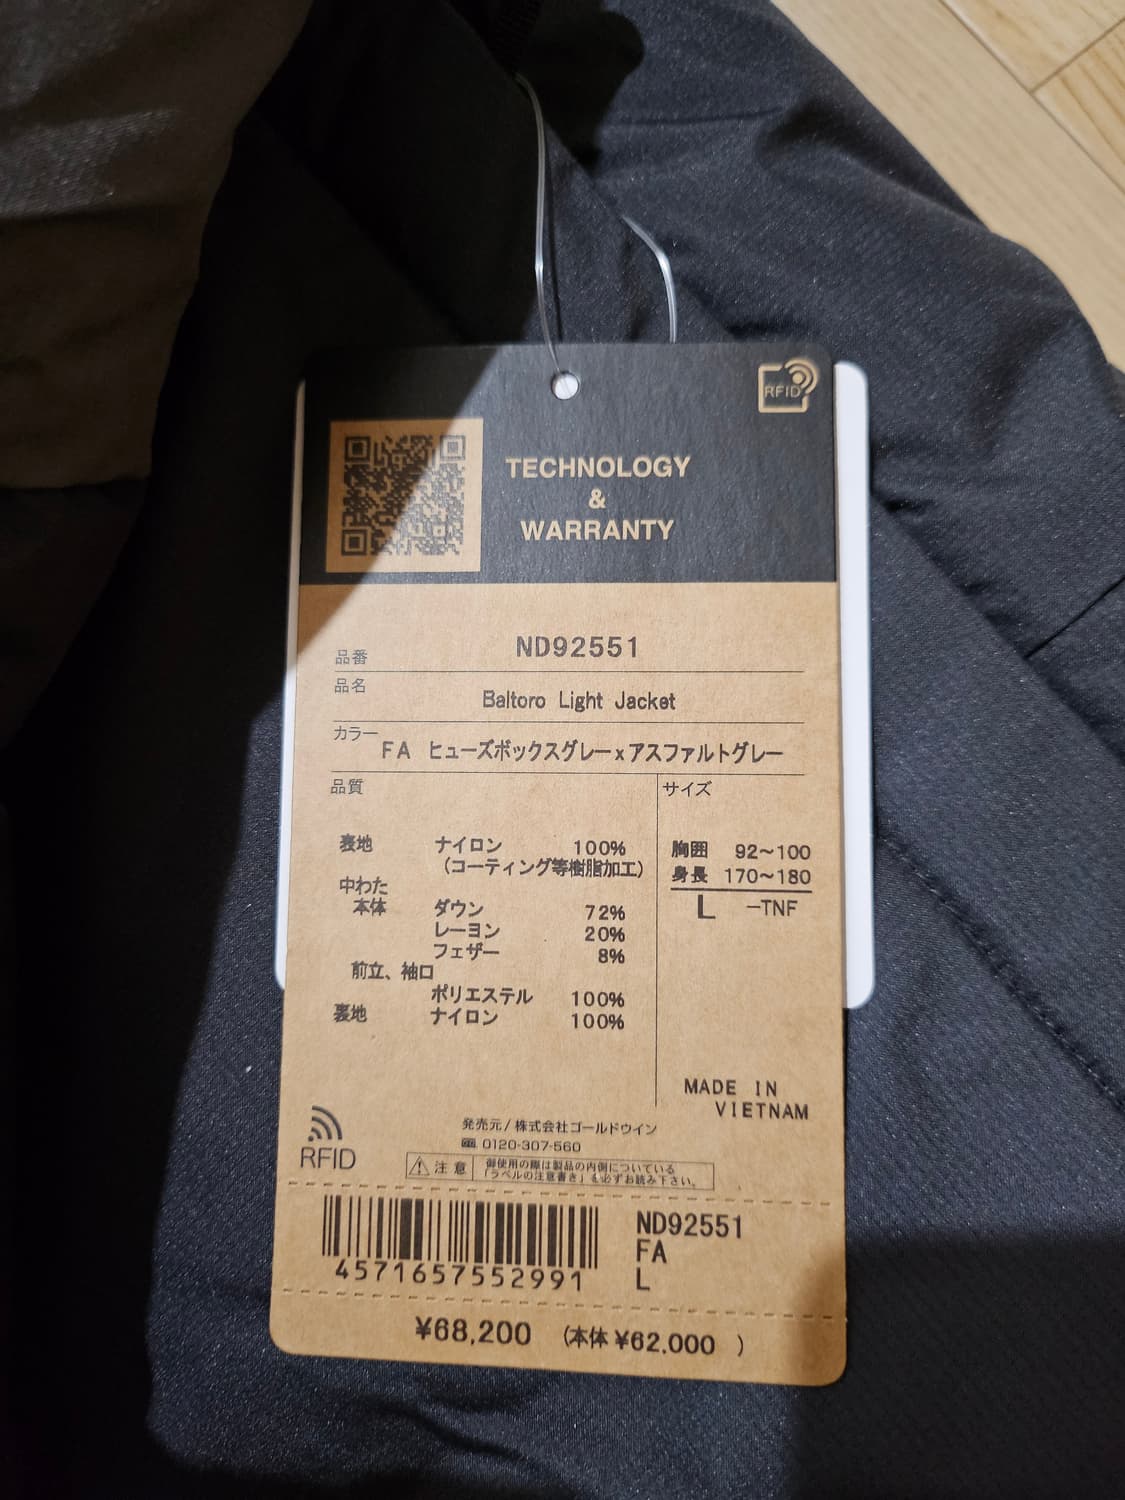 RFID
TECHNOLOGY
&
WARRANTY
品番 ND92551
品名 Baltoro Light Jacket
カラー FA ヒューズボックスグレーxアスファルトグレー
品質
表地 ナイロン 100%
(コーティング等樹脂加工)
中わた
本体 ダウン 72%
レーヨン 20%
フェザー 8%
前立、袖口
ポリエステル 100%
裏地 ナイロン 100%
サイズ
胸囲 92〜100
身長 170〜180
L -TNF
MADE IN
VIETNAM
RFID
発売元/株式会社ゴールドウイン
0120-307-560
注意 御使用の際は製品の内側についている
「ラベルの注意書き」を必ずお読み下さい。
4571657552991
ND92551
FA
L
¥68,200 (本体 ¥62,000 )